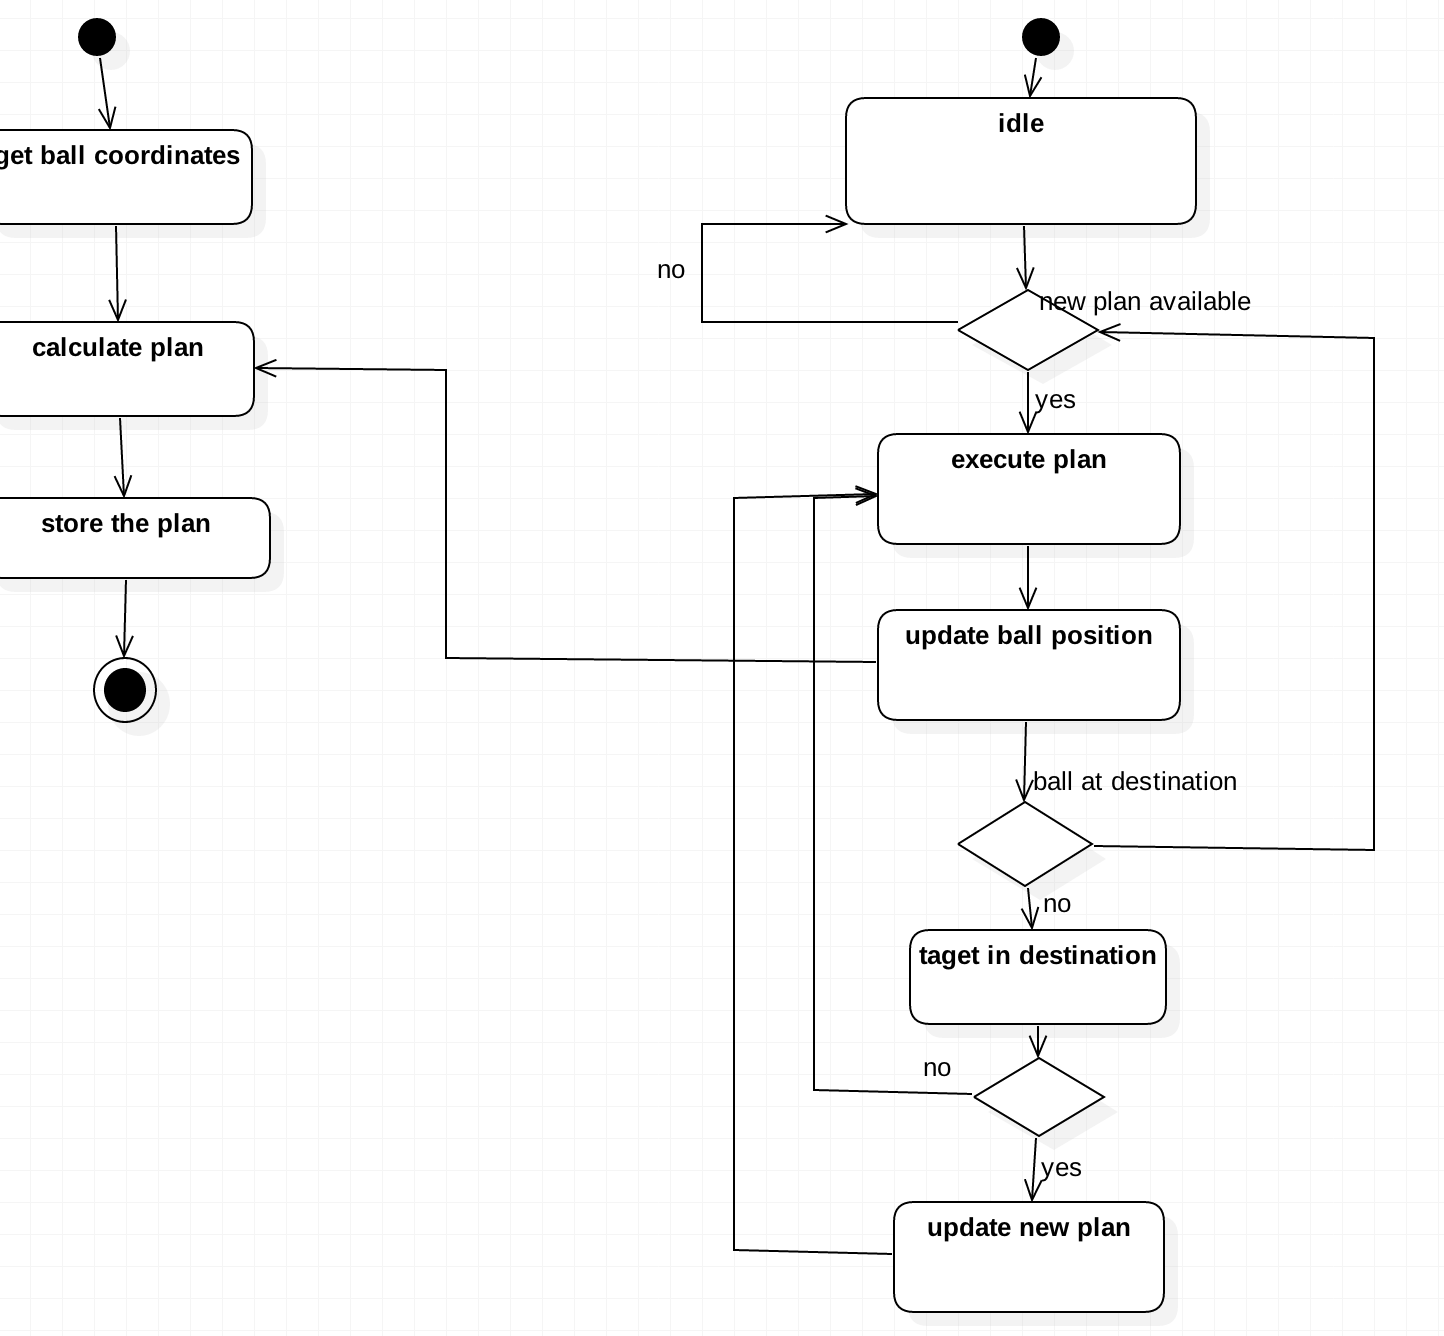 get ball coordinates
calculate plan
store the plan
idle
no
new plan available
yes
execute plan
update ball position
ball at destination
no
taget in destination
no
yes
update new plan